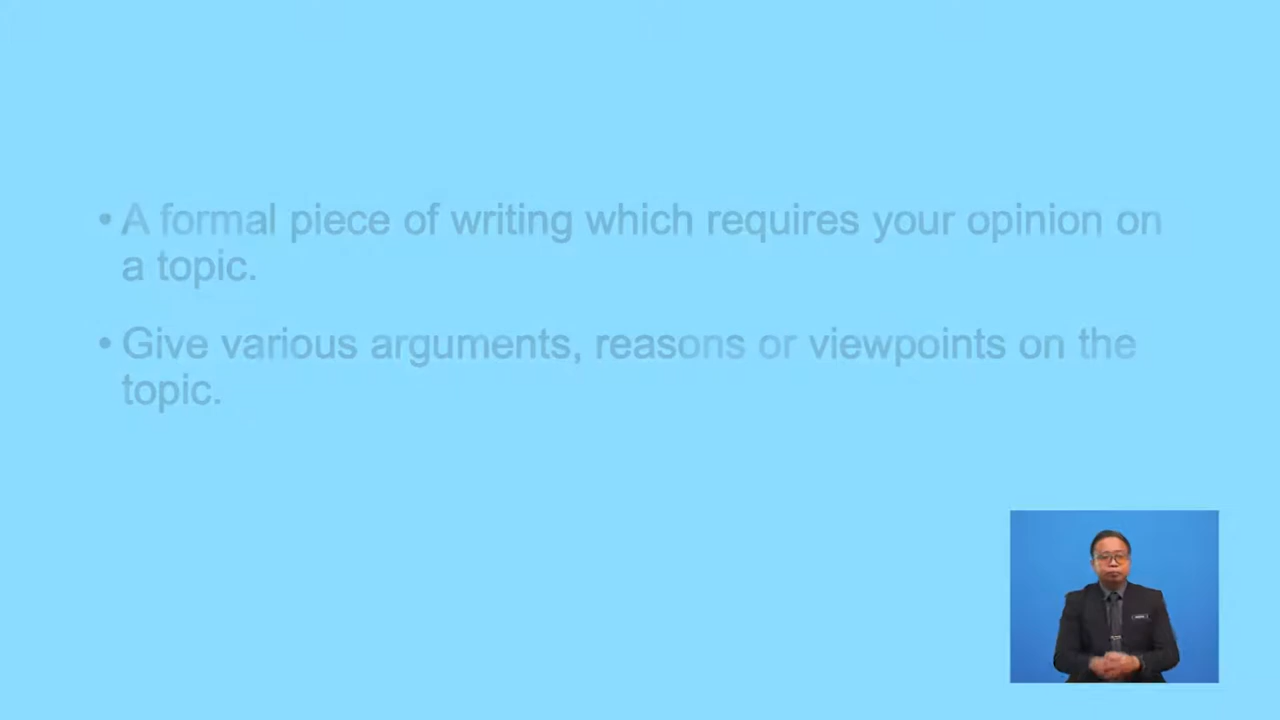 • A formal piece of writing which requires your opinion on
a topic.
• Give various arguments, reasons or viewpoints on the
topic.